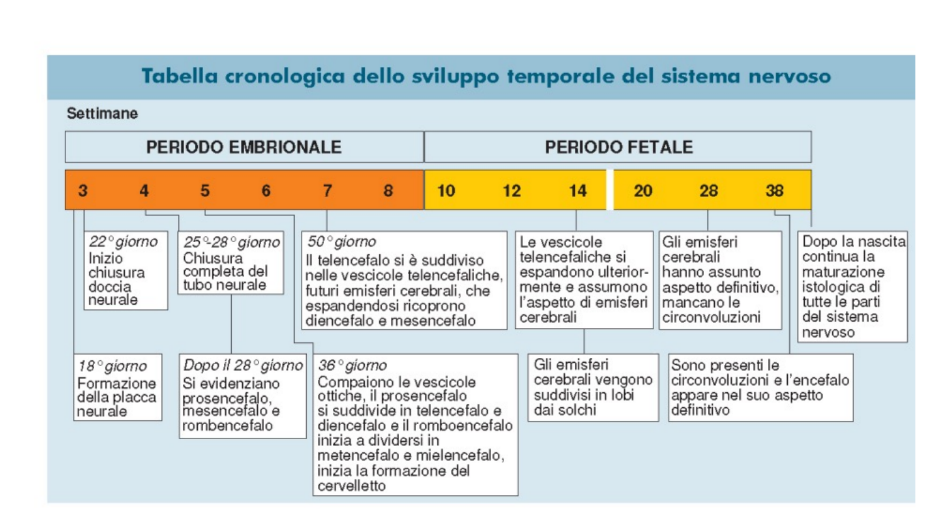 Tabella cronologica dello sviluppo temporale del sistema nervoso
Settimane
PERIODO EMBRIONALE
PERIODO FETALE
3 4 5 6 7 8 10 12 14 20 28 38
22° giorno
Inizio
chiusura
doccia
neurale
25°-28° giorno
Chiusura
completa del
tubo neurale
50° giorno
Il telencefalo si è suddiviso
nelle vescicole telencefaliche,
futuri emisferi cerebrali, che
espandendosi ricoprono
diencefalo e mesencefalo
Le vescicole
telencefaliche si
espandono ulterior-
mente e assumono
l'aspetto di emisferi
cerebrali
Gli emisferi
cerebrali
hanno assunto
aspetto definitivo,
mancano le
circonvoluzioni
Dopo la nascita
continua la
maturazione
istologica di
tutte le parti
del sistema
nervoso
18° giorno
Formazione
della placca
neurale
Dopo il 28° giorno
Si evidenziano
prosencefalo,
mesencefalo e
rombencefalo
36° giorno
Compaiono le vescicole
ottiche, il prosencefalo
si suddivide in telencefalo e
diencefalo e il romboencefalo
inizia a dividersi in
metencefalo e mielencefalo,
inizia la formazione del
cervelletto
Gli emisferi
cerebrali vengono
suddivisi in lobi
dai solchi
Sono presenti le
circonvoluzioni e l'encefalo
appare nel suo aspetto
definitivo